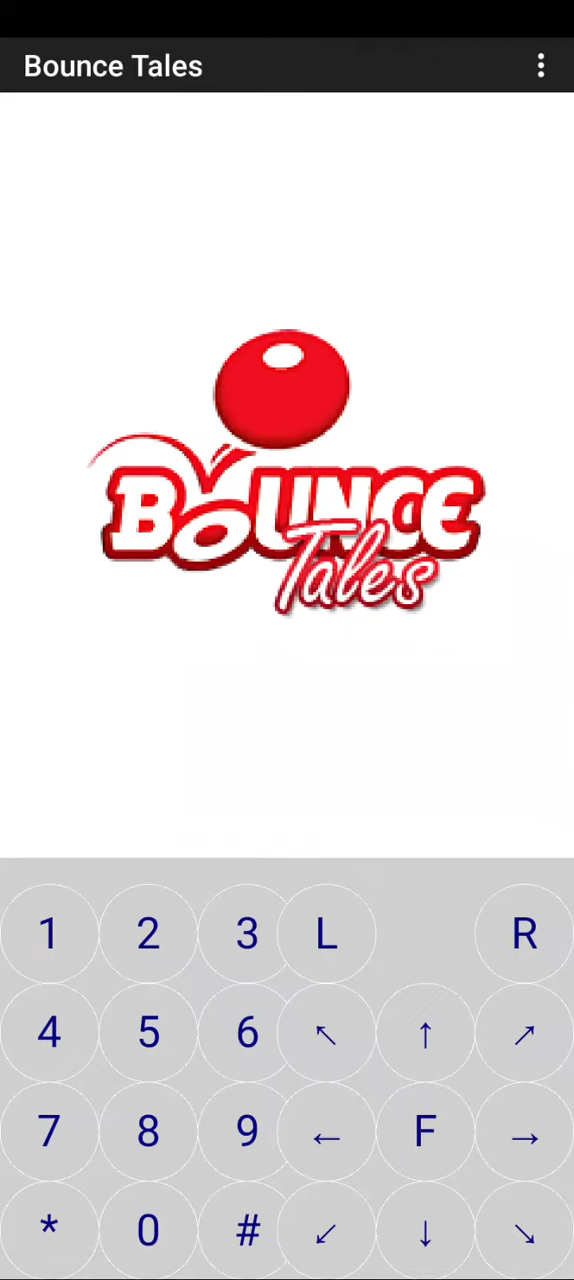 Bounce Tales
BOUNCE
Tales
1 2 3 L R
4 5 6 ↖ ↑ ↗
7 8 9 ← F →
* 0 # ↙ ↓ ↘